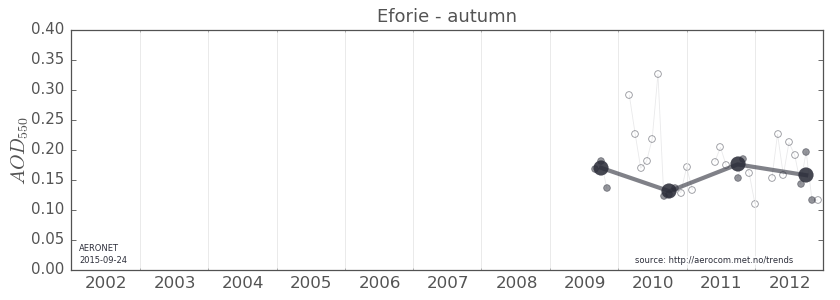 Eforie - autumn
0.40
0.35
0.30
0.25
0.20
0.15
0.10
0.05
0.00
AOD550
AERONET
2015-09-24
source: http://aerocom.met.no/trends
2002 2003 2004 2005 2006 2007 2008 2009 2010 2011 2012